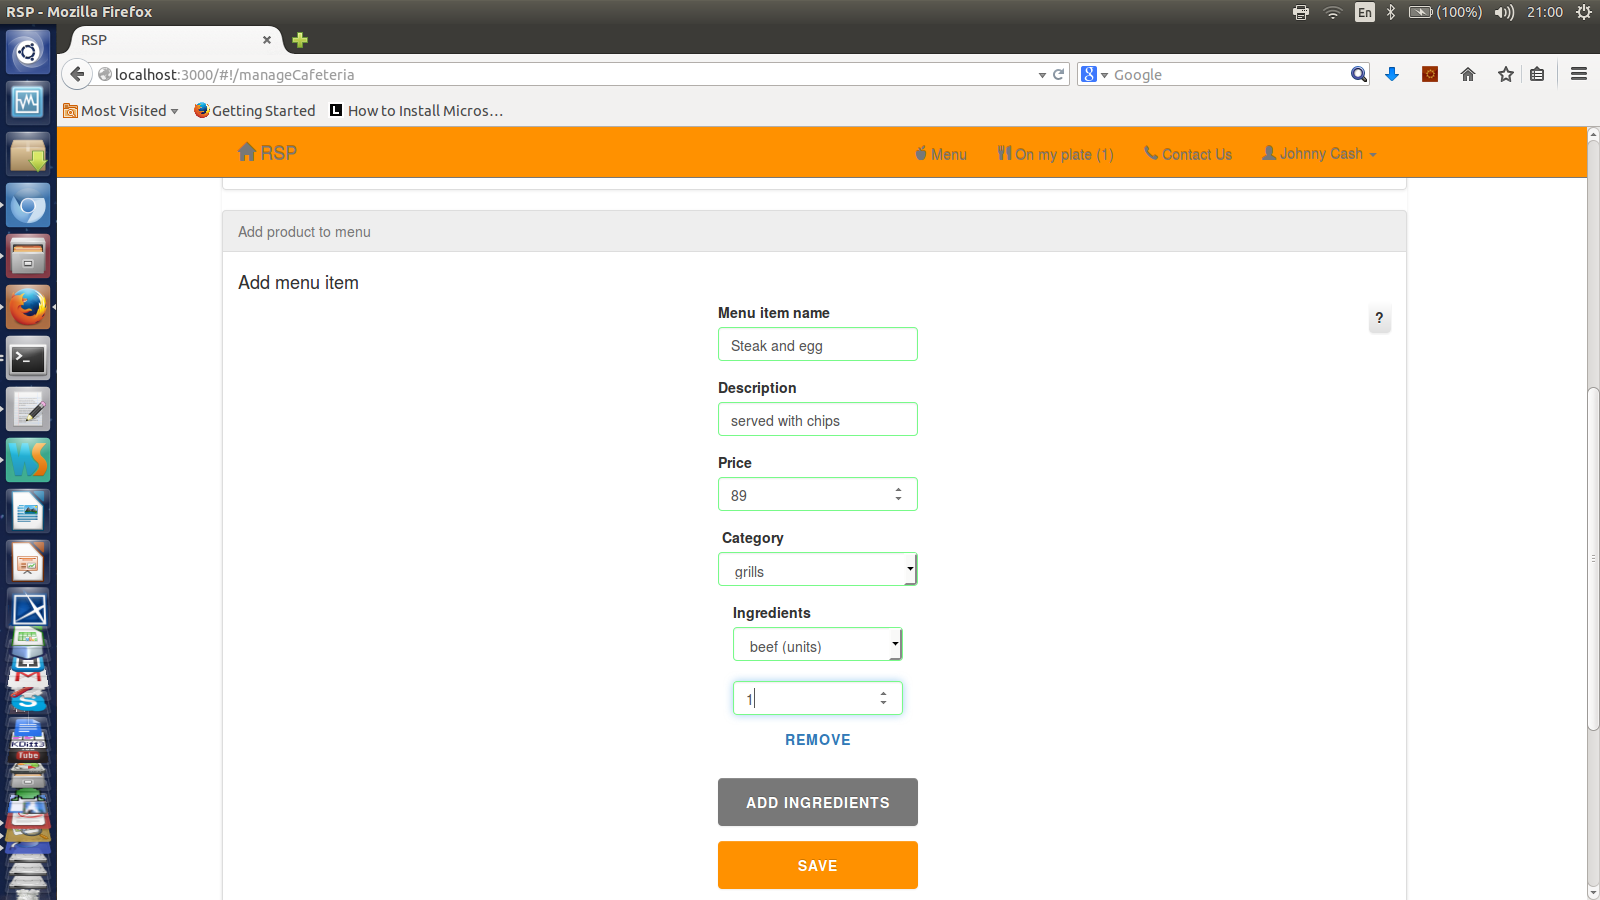 RSP - Mozilla Firefox
En
(100%)
21:00
RSP
localhost:3000/#!/manageCafeteria
Google
Most Visited
Getting Started
How to Install Micros...
RSP
Menu
On my plate (1)
Contact Us
Johnny Cash
Add product to menu
Add menu item
Menu item name
?
Steak and egg
Description
served with chips
Price
89
Category
grills
Ingredients
beef (units)
1
REMOVE
ADD INGREDIENTS
SAVE